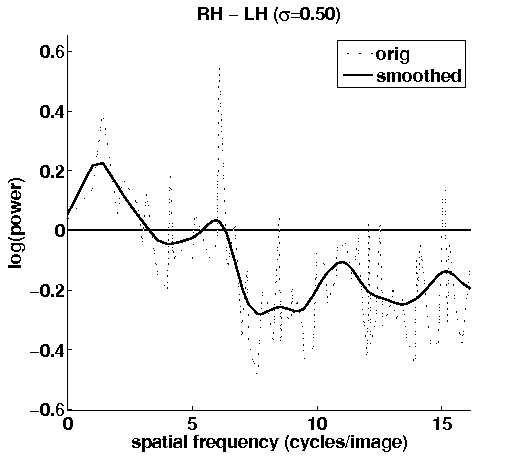 RH − LH (σ=0.50)
orig
smoothed
log(power)
0.6
0.4
0.2
0
−0.2
−0.4
−0.6
0 5 10 15
spatial frequency (cycles/image)